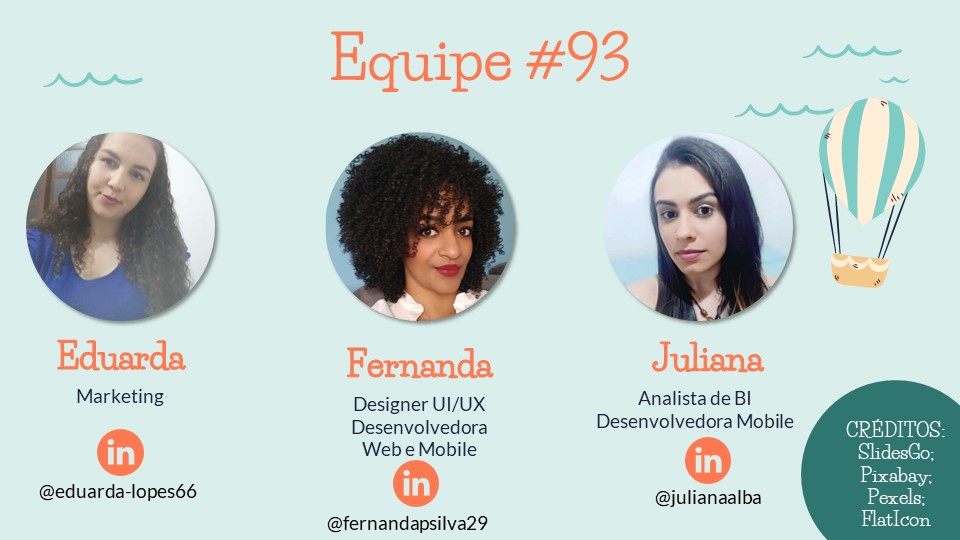 Equipe #93
Eduarda
Marketing
in
@eduarda-lopes66
Fernanda
Designer UI/UX
Desenvolvedora
Web e Mobile
in
@fernandapsilva29
Juliana
Analista de BI
Desenvolvedora Mobile
in
@julianaalba
CRÉDITOS:
SlidesGo;
Pixabay;
Pexels;
FlatIcon